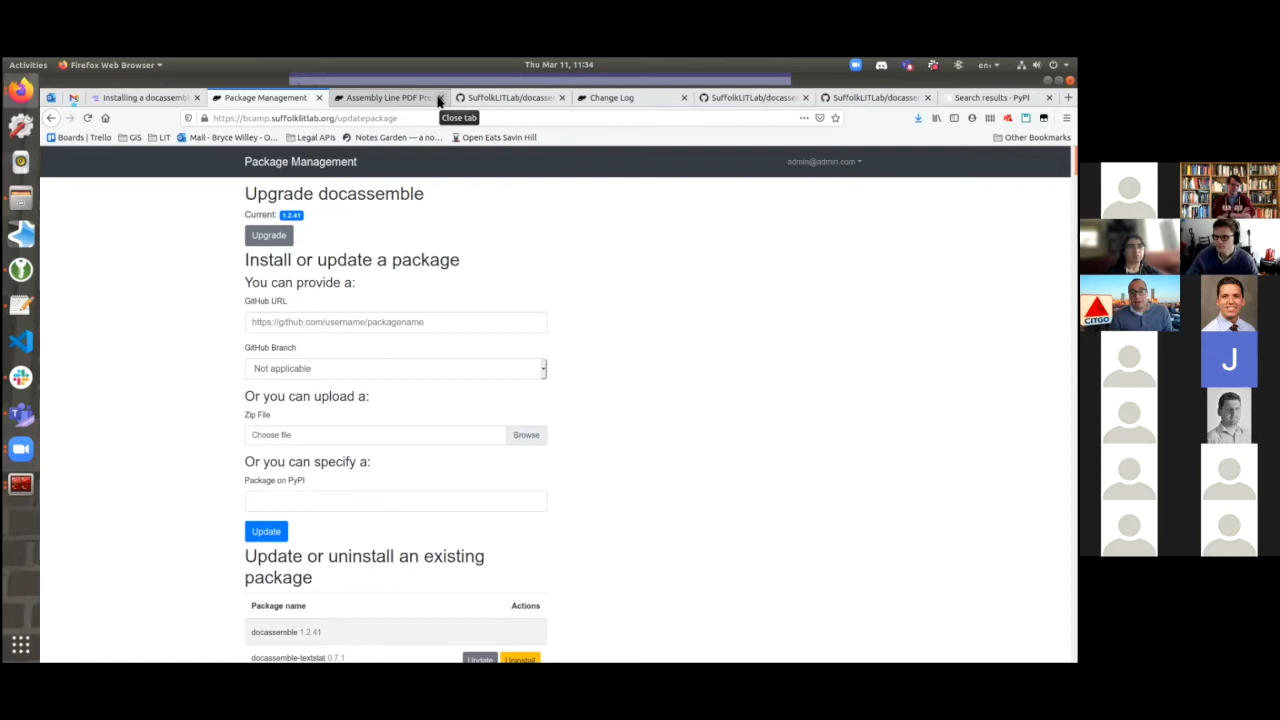 Activities
Firefox Web Browser
Thu Mar 11, 11:34
en
Installing a docassemb
Package Management
Assembly Line PDF Pro
SuffolkLITLab/docasse
Change Log
SuffolkLITLab/docasse
SuffolkLITLab/docasse
Search results · PyPI
https://bcamp.suffolklitlab.org/updatepackage
Close tab
Boards | Trello
GIS
LIT
Mail - Bryce Willey - O...
Legal APIs
Notes Garden — a no...
Open Eats Savin Hill
Other Bookmarks
Package Management
admin@admin.com
Upgrade docassemble
Current: 1.2.41
Upgrade
Install or update a package
You can provide a:
GitHub URL
https://github.com/username/packagename
GitHub Branch
Not applicable
Or you can upload a:
Zip File
Choose file
Browse
Or you can specify a:
Package on PyPI
Update
Update or uninstall an existing
package
Package name
Actions
docassemble 1.2.41
docassemble-textstat 0.7.1
Update
Uninstall
CITGO
J